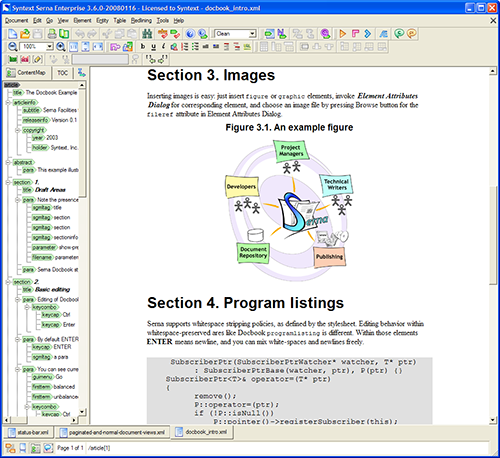 Syntext Serna Enterprise 3.6.0-20080116 - Licensed to Syntext - docbook_intro.xml
Document Go Do View Element Entity Table Redlining Tools Help
Clean
100%
ContentMap TOC
article
title The Docbook Example
articleinfo
subtitle Serna Facilities
releaseinfo Version 0.1
copyright
year 2003
holder Syntext, Inc.
abstract
para This example illust
section 1.
title Draft Areas
para Note the presence
sgmltag title
sgmltag section
sgmltag section
sgmltag sectioninfo
parameter show-pre
filename parameter
para Serna Docbook st
section 2.
title Basic editing
para Editing of Docboo
keycombo
keycap Ctrl
keycap Enter
para By default ENTER
keycap ENTER
sgmltag a para
para You can see curre
guimenu Go
firstterm balanced
firstterm unbalanced
keycombo
keycap Ctrl
Section 3. Images
Inserting images is easy: just insert figure or graphic elements, invoke Element Attributes
Dialog for corresponding element, and choose an image file by pressing Browse button for the
fileref attribute in Element Attributes Dialog.
Figure 3.1. An example figure
Project
Managers
Developers
Technical
Writers
Serna
Document
Repository
Publishing
Section 4. Program listings
Serna supports whitespace stripping policies, as defined by the stylesheet. Editing behavior within
whitespace-preserved ares like Docbook programlisting is different. Within those elements
ENTER means newline, and you can mix white-spaces and newlines freely.
SubscriberPtr(SubscriberPtrWatcher* watcher, T* ptr)
: SubscriberPtrBase(watcher, ptr), P(ptr) {}
SubscriberPtr<T>& operator=(T* ptr)
{
remove();
P::operator=(ptr);
if (!P::isNull())
P::pointer()->registerSubscriber(this);
status-bar.xml paginated-and-normal-document-views.xml docbook_intro.xml
Page 1 of 1 /article[1]